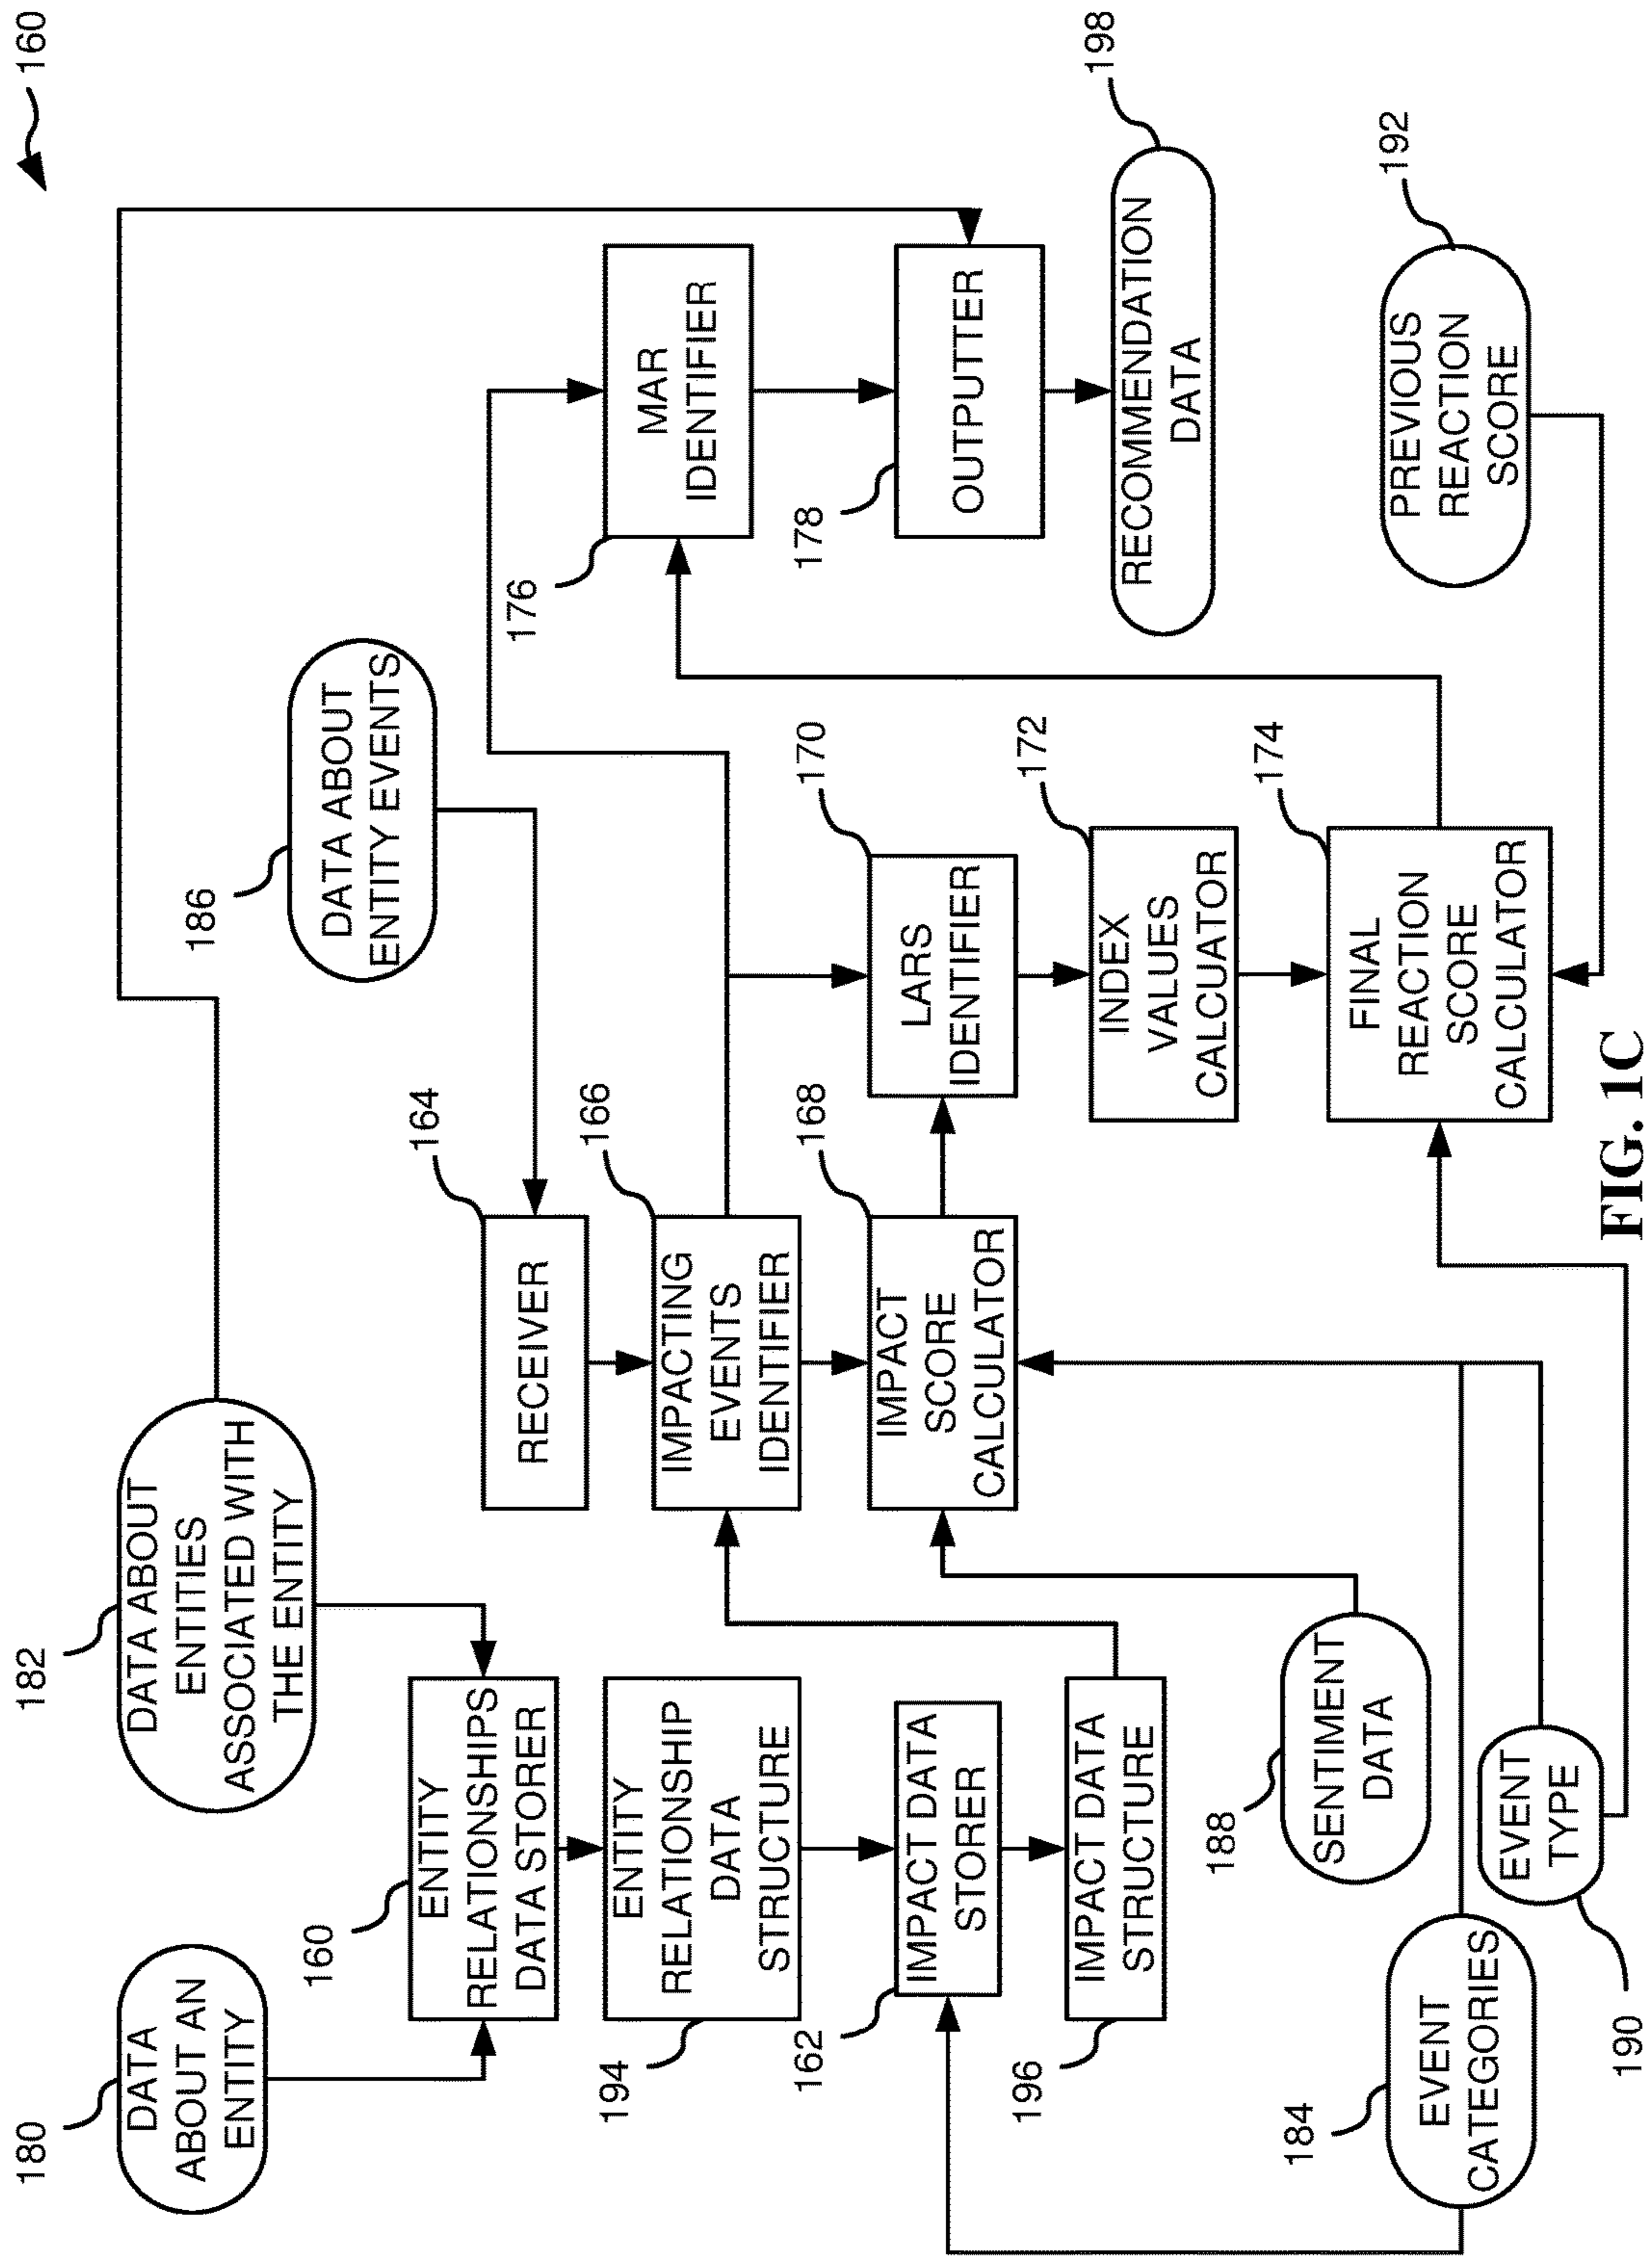 160
180
DATA
ABOUT AN
ENTITY
182
DATA ABOUT
ENTITIES
ASSOCIATED WITH
THE ENTITY
186
DATA ABOUT
ENTITY EVENTS
160
ENTITY
RELATIONSHIPS
DATA STORER
164
RECEIVER
194
ENTITY
RELATIONSHIP
DATA
STRUCTURE
166
IMPACTING
EVENTS
IDENTIFIER
176
MAR
IDENTIFIER
162
IMPACT DATA
STORER
168
IMPACT
SCORE
CALCULATOR
170
LARS
IDENTIFIER
178
OUTPUTTER
196
IMPACT DATA
STRUCTURE
172
INDEX
VALUES
CALCUATOR
198
RECOMMENDATION
DATA
188
SENTIMENT
DATA
174
FINAL
REACTION
SCORE
CALCULATOR
192
PREVIOUS
REACTION
SCORE
184
EVENT
CATEGORIES
190
EVENT
TYPE
FIG. 1C